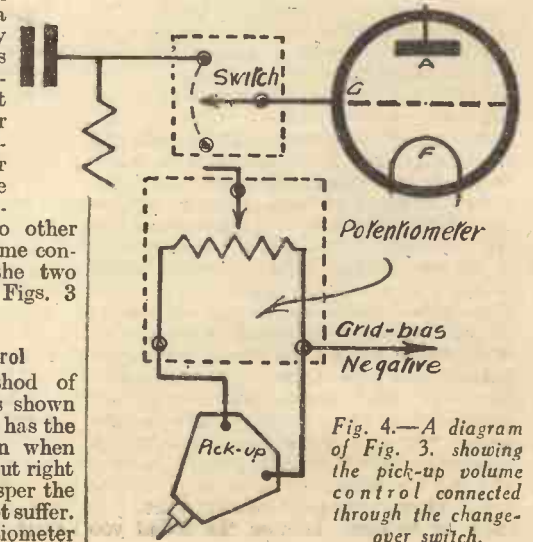 a
y
s
-
t
r
-
r
e
-
o other
me con-
he two
Figs. 3
rol
hod of
s shown
has the
n when
ut right
sper the
t suffer.
iometer
Switch
A
G
F
Potentiometer
Grid-bias
Negative
Pick-up
Fig. 4.—A diagram
of Fig. 3. showing
the pick-up volume
control connected
through the change-
over switch.